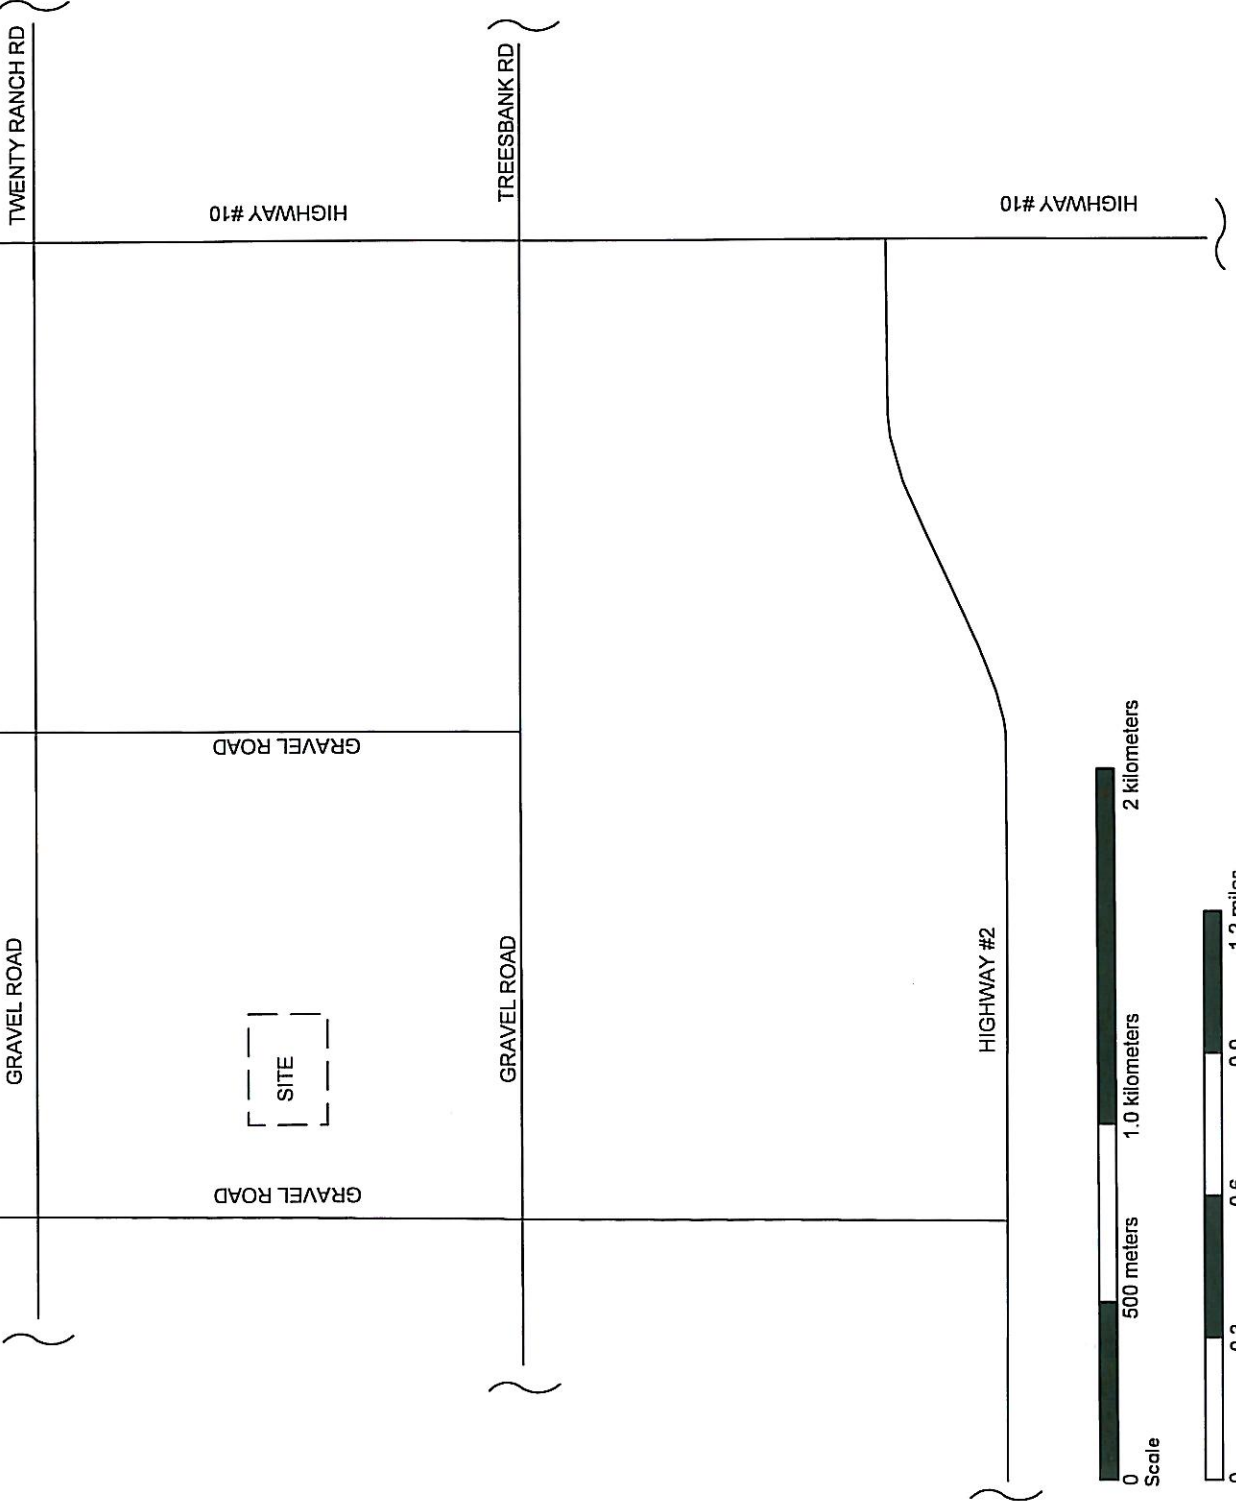 TWENTY RANCH RD
TREESBANK RD
HIGHWAY #10
HIGHWAY #10
GRAVEL ROAD
GRAVEL ROAD
GRAVEL ROAD
GRAVEL ROAD
SITE
HIGHWAY #2
0 500 meters 1.0 kilometers 2 kilometers
Scale